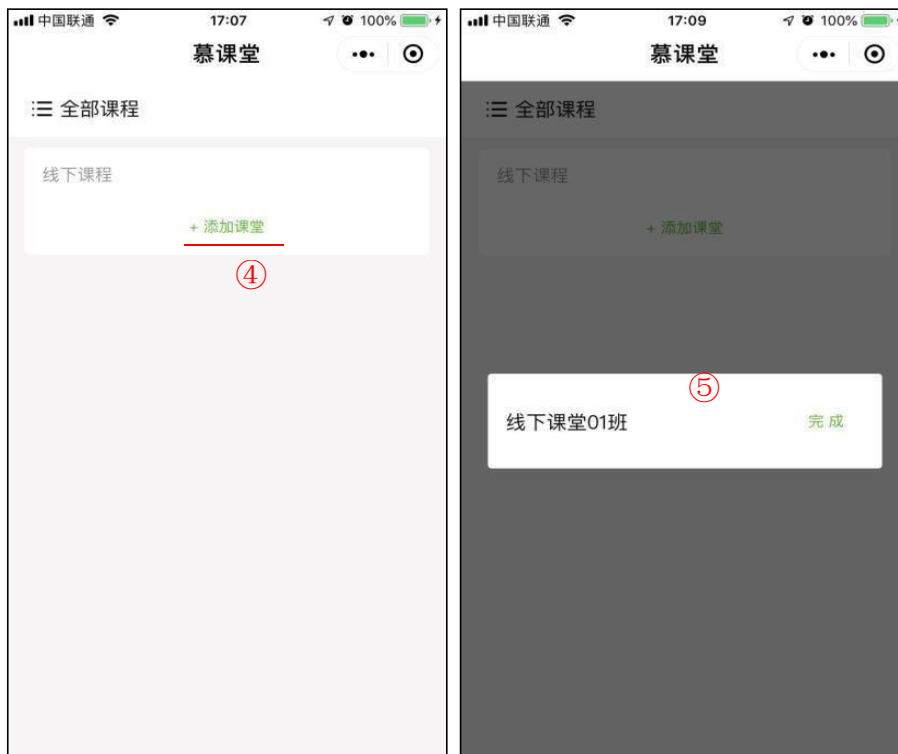 中国联通 17:07 100%
慕课堂
全部课程
线下课程
+ 添加课堂
④
中国联通 17:09 100%
慕课堂
全部课程
线下课程
+ 添加课堂
⑤
线下课堂01班 完成